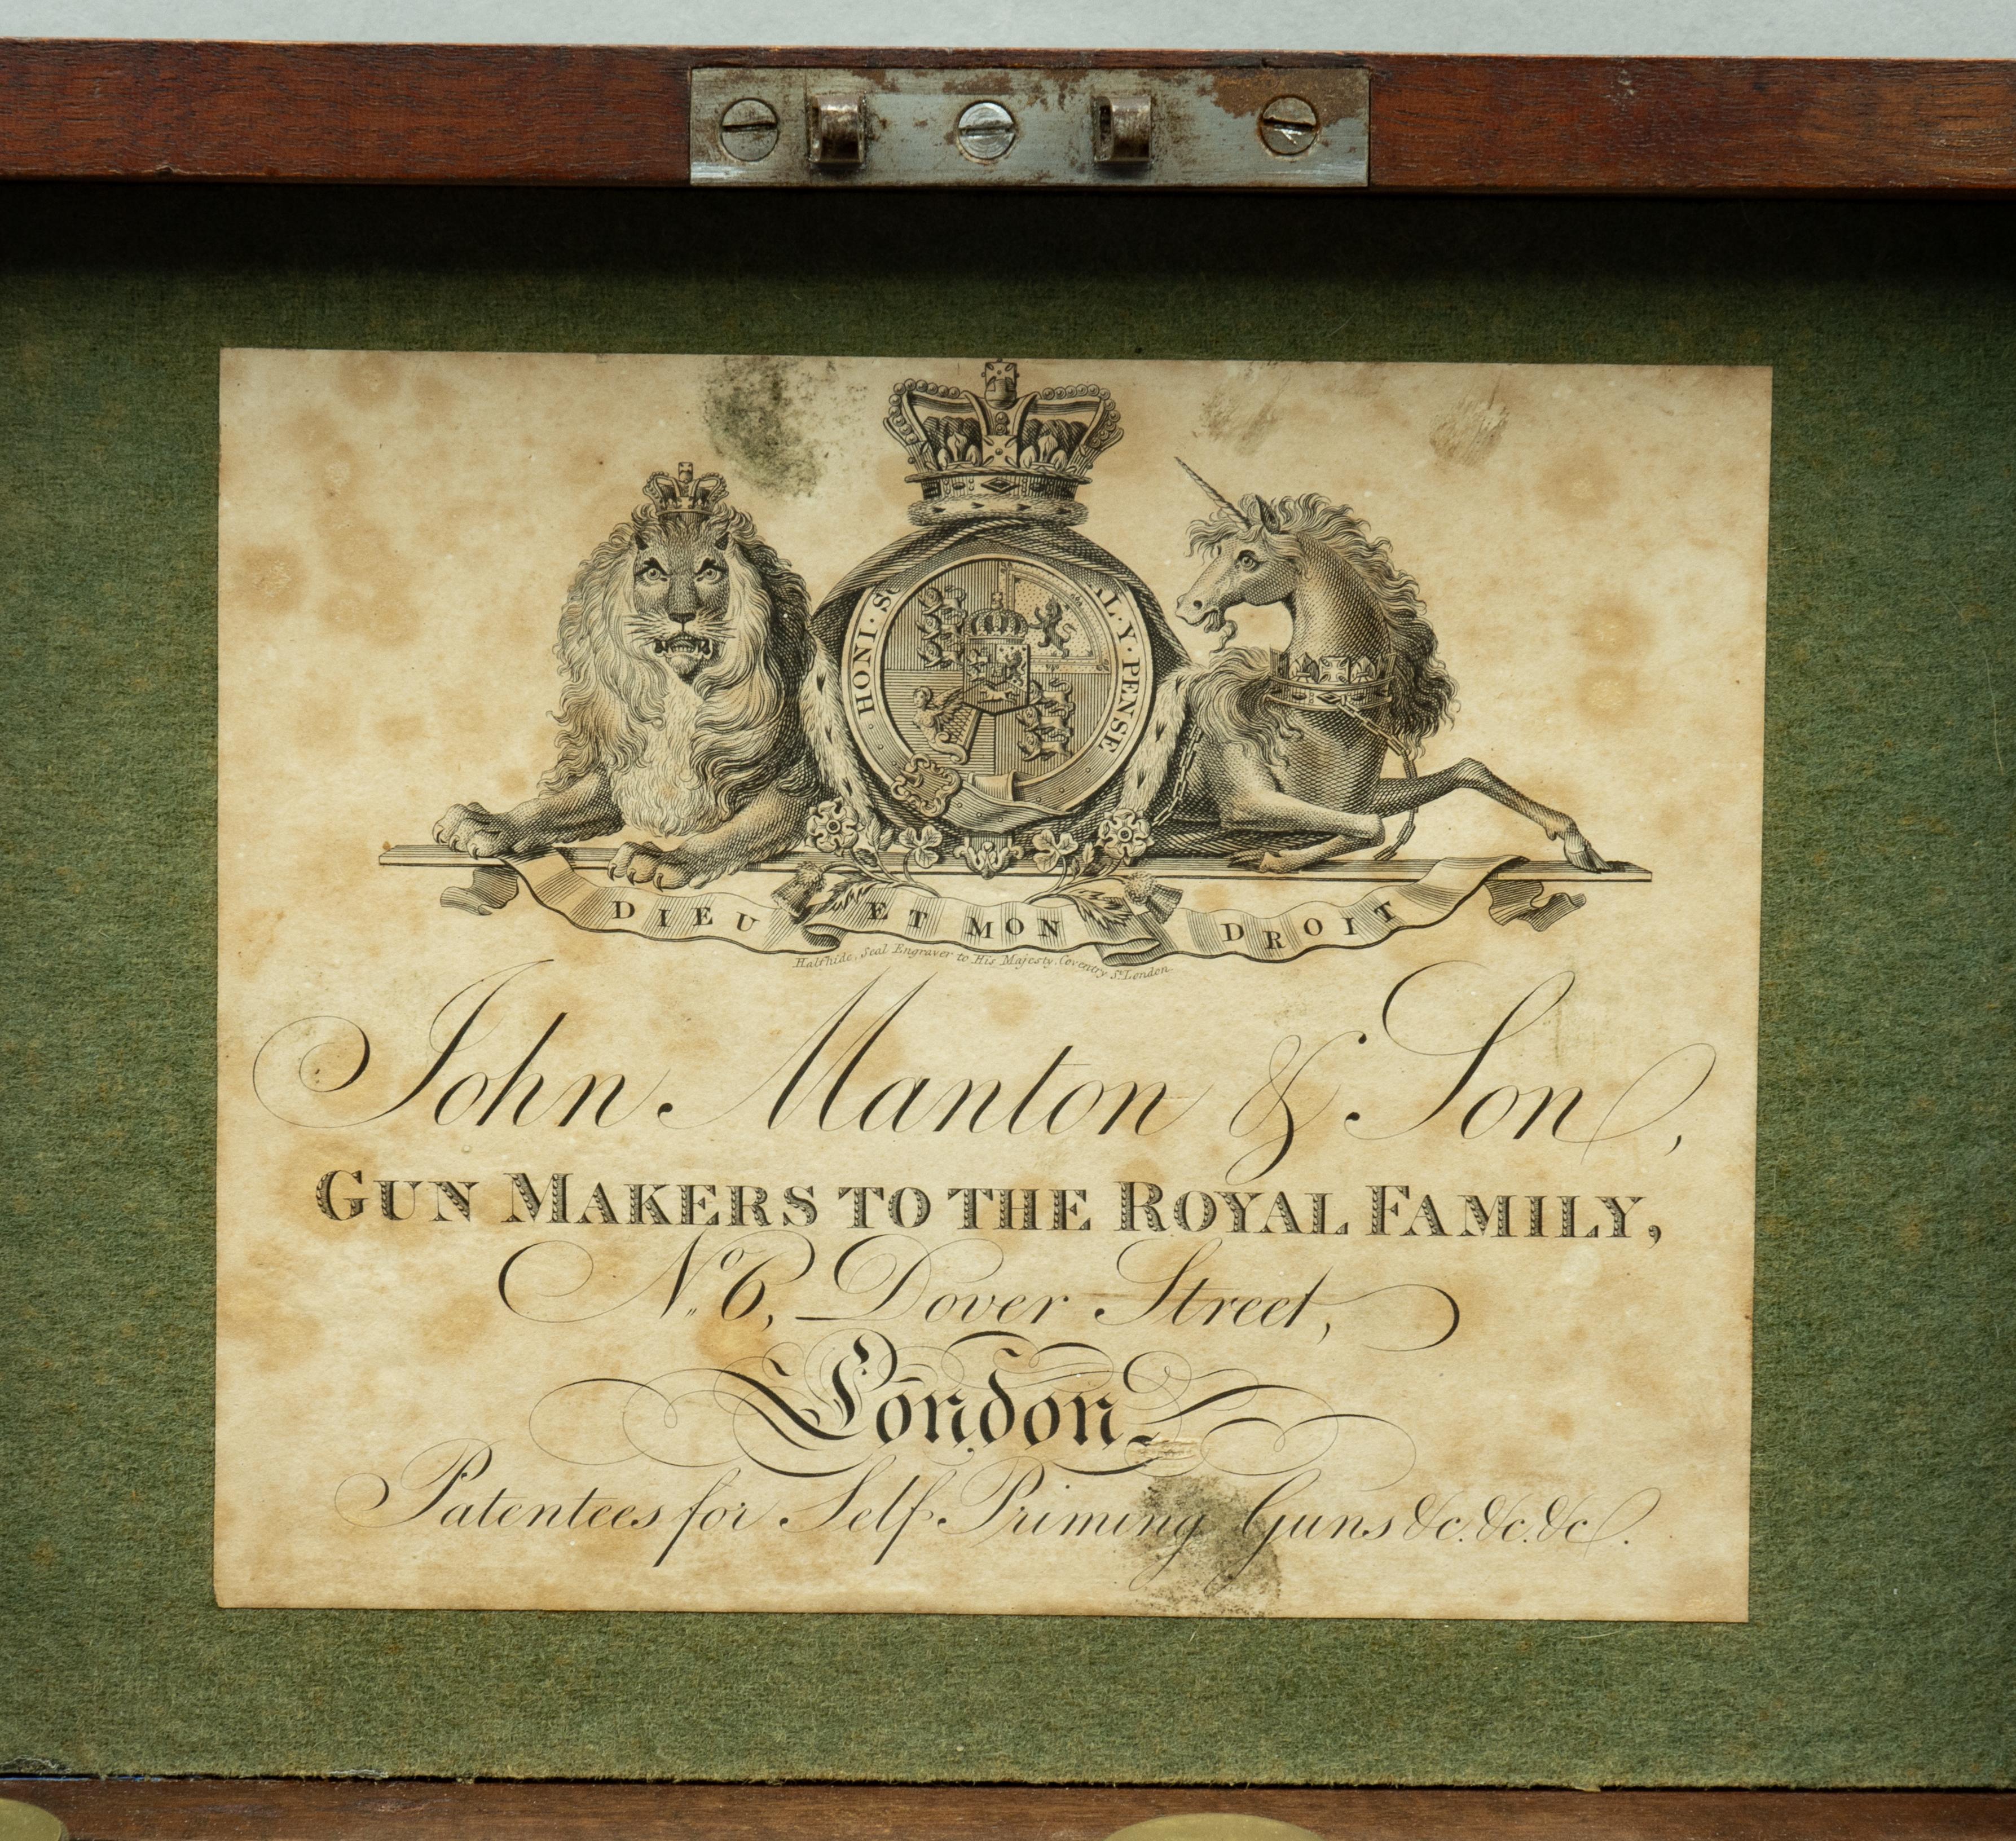 HONI · S LY · PENSE
DIEU ET MON DROIT
Halfhide, Seal Engraver to His Majesty, Coventry St. London.
John Manton & Son,
GUN MAKERS TO THE ROYAL FAMILY,
No. 6, Dover Street,
London.
Patentees for Self Priming Guns &c. &c. &c.